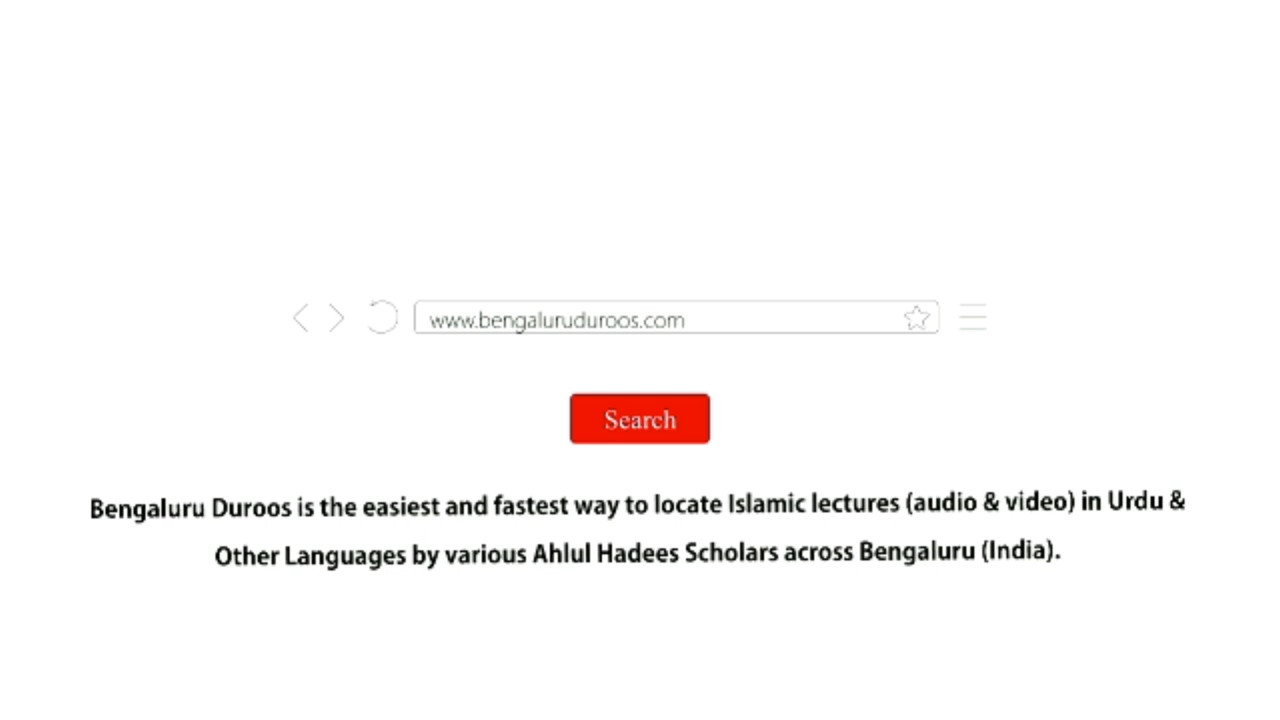 www.bengaluruduroos.com
Search
Bengaluru Duroos is the easiest and fastest way to locate Islamic lectures (audio & video) in Urdu &
Other Languages by various Ahlul Hadees Scholars across Bengaluru (India).